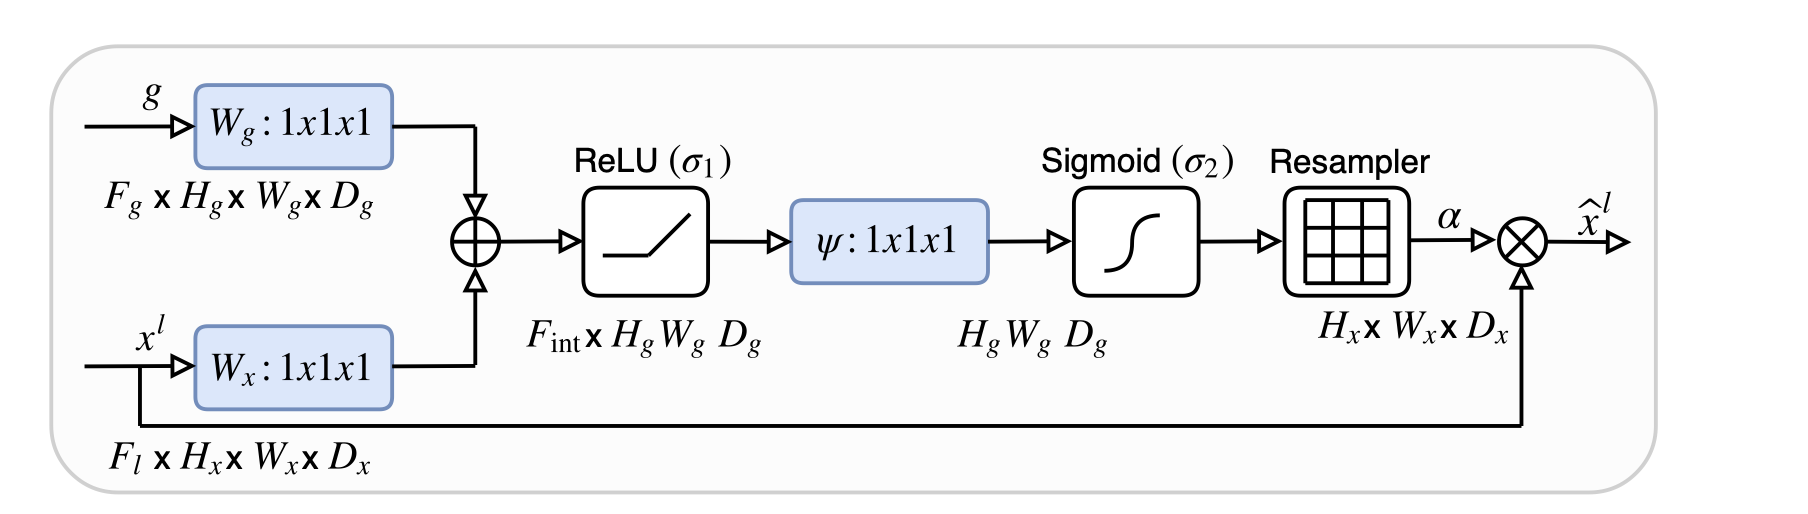 g
W_g : 1x1x1
F_g x H_g x W_g x D_g
x^l
W_x : 1x1x1
F_l x H_x x W_x x D_x
ReLU (σ_1)
F_int x H_g W_g D_g
ψ : 1x1x1
H_g W_g D_g
Sigmoid (σ_2)
Resampler
H_x x W_x x D_x
α
x̂^l